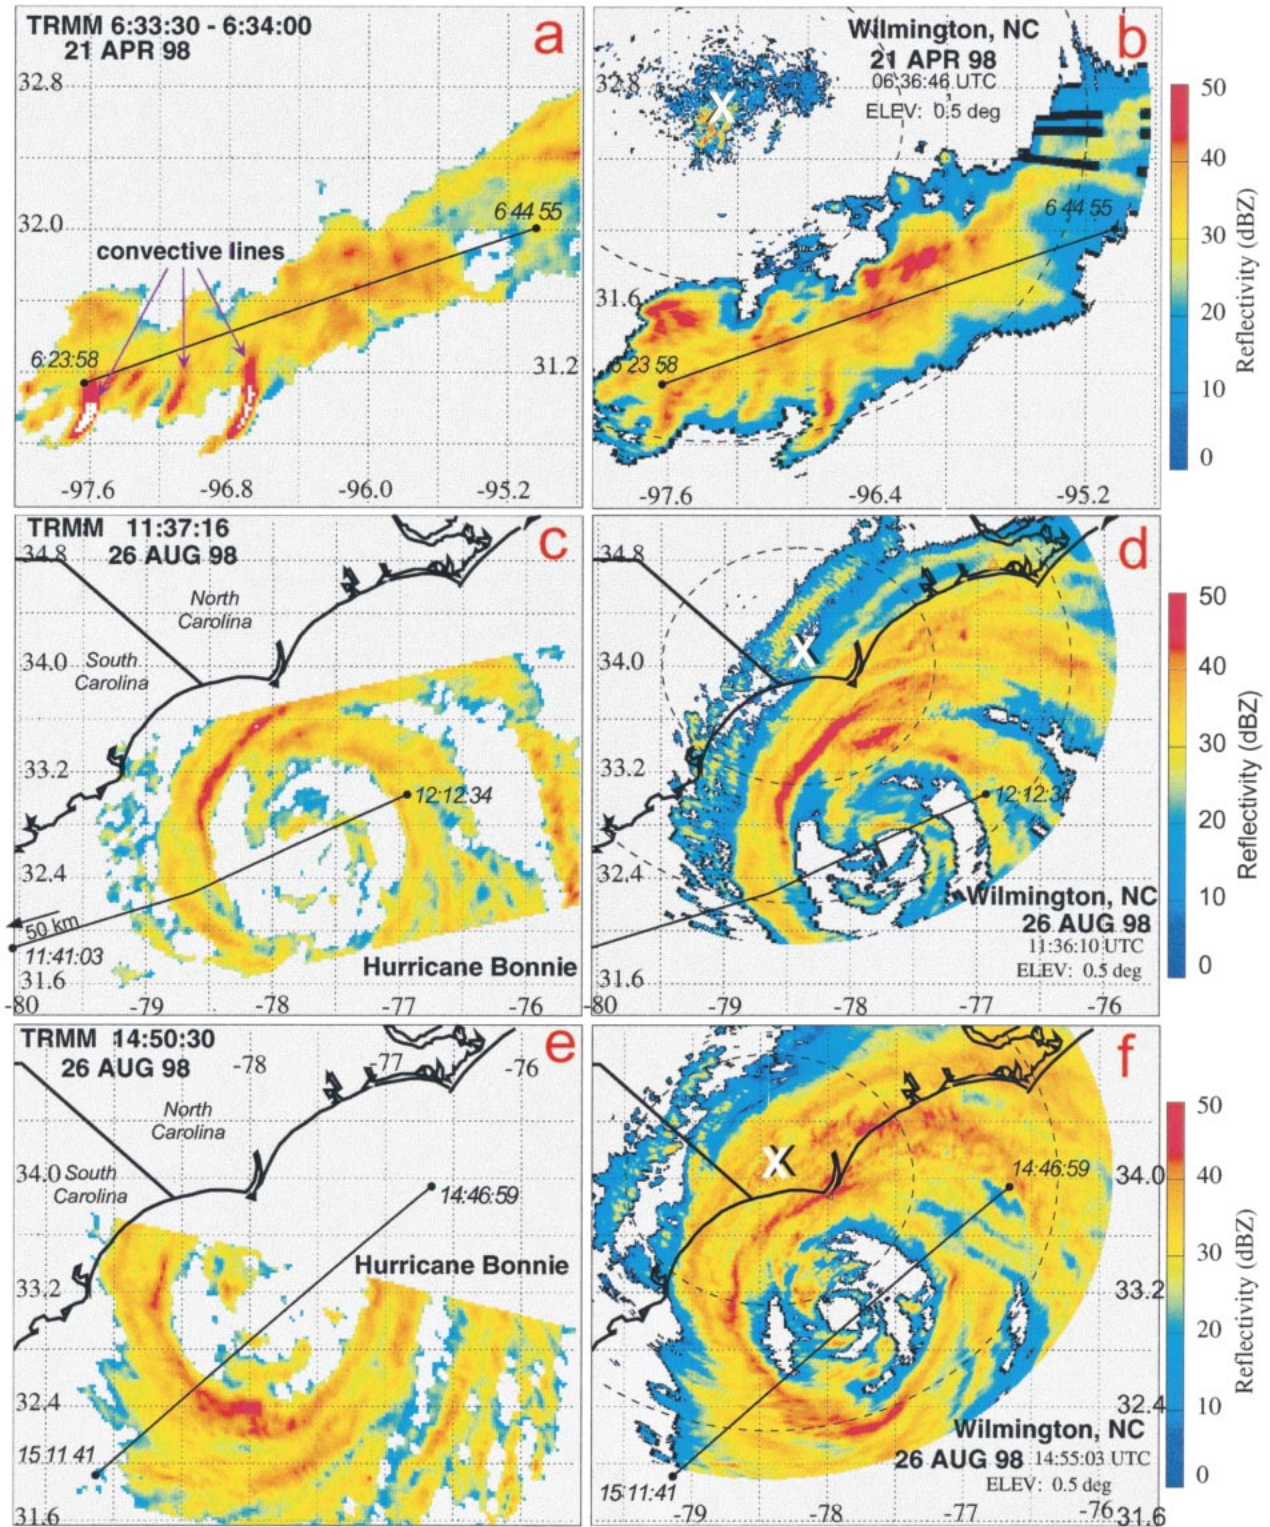 TRMM 6:33:30 - 6:34:00
21 APR 98
a
32.8
32.0
convective lines
6 44 55
6:23:58
31.2
-97.6 -96.8 -96.0 -95.2
Wilmington, NC
21 APR 98
06:36:46 UTC
ELEV: 0.5 deg
b
32.8
X
6 44 55
31.6
6 23 58
-97.6 -96.4 -95.2
50
40
30
20
10
0
Reflectivity (dBZ)
TRMM 11:37:16
26 AUG 98
c
34.8
North
Carolina
34.0
South
Carolina
33.2
12:12:34
32.4
50 km
11:41:03
Hurricane Bonnie
31.6
-80 -79 -78 -77 -76
d
34.8
X
34.0
33.2
12:12:34
32.4
Wilmington, NC
26 AUG 98
11:36:10 UTC
ELEV: 0.5 deg
31.6
-80 -79 -78 -77 -76
50
40
30
20
10
0
Reflectivity (dBZ)
TRMM 14:50:30
26 AUG 98
e
-78 -77 -76
North
Carolina
34.0
South
Carolina
14:46:59
Hurricane Bonnie
33.2
32.4
15:11:41
31.6
f
X
14:46:59
34.0
33.2
32.4
Wilmington, NC
26 AUG 98 14:55:03 UTC
ELEV: 0.5 deg
15:11:41
-79 -78 -77 -76
31.6
50
40
30
20
10
0
Reflectivity (dBZ)